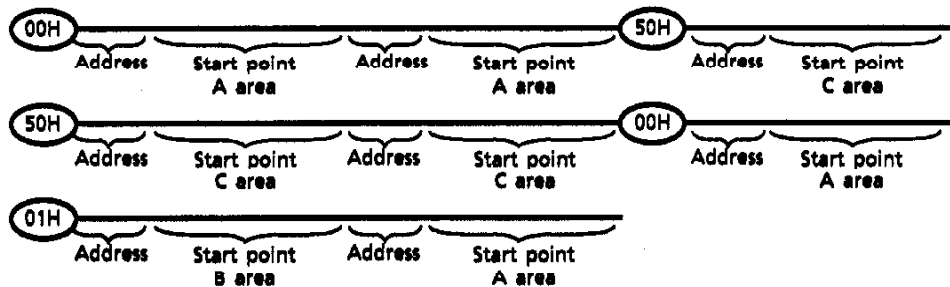 00H 50H
Address Start point Address Start point Address Start point
A area A area C area
50H 00H
Address Start point Address Start point Address Start point
C area C area A area
01H
Address Start point Address Start point
B area A area